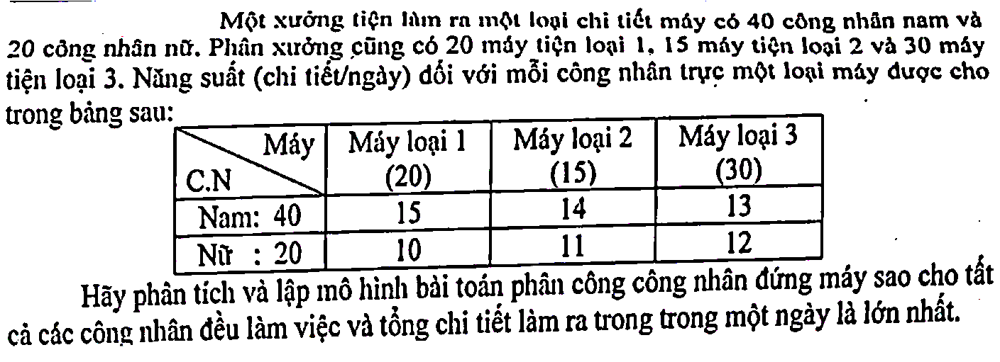 Một xưởng tiện làm ra một loại chi tiết máy có 40 công nhân nam và
20 công nhân nữ. Phân xưởng cũng có 20 máy tiện loại 1, 15 máy tiện loại 2 và 30 máy
tiện loại 3. Năng suất (chi tiết/ngày) đối với mỗi công nhân trực một loại máy được cho
trong bảng sau:
Máy Máy loại 1 Máy loại 2 Máy loại 3
C.N (20) (15) (30)
Nam: 40 15 14 13
Nữ : 20 10 11 12
Hãy phân tích và lập mô hình bài toán phân công công nhân đứng máy sao cho tất
cả các công nhân đều làm việc và tổng chi tiết làm ra trong trong một ngày là lớn nhất.